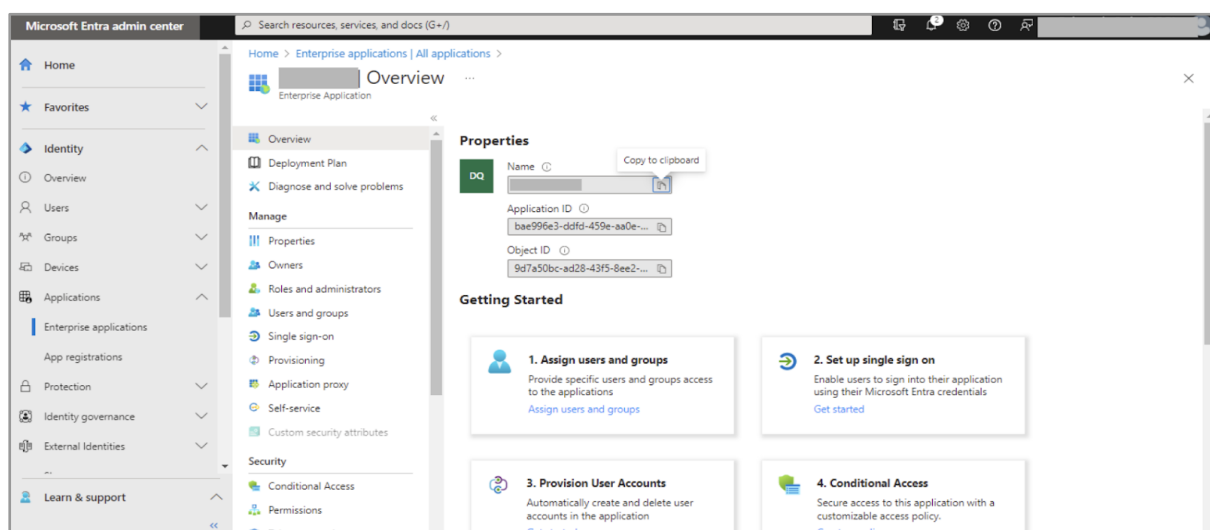 Microsoft Entra admin center
Search resources, services, and docs (G+/)
2
Home
Favorites
Identity
Overview
Users
Groups
Devices
Applications
Enterprise applications
App registrations
Protection
Identity governance
External Identities
Learn & support
Home > Enterprise applications | All applications >
Overview ...
Enterprise Application
Overview
Deployment Plan
Diagnose and solve problems
Manage
Properties
Owners
Roles and administrators
Users and groups
Single sign-on
Provisioning
Application proxy
Self-service
Custom security attributes
Security
Conditional Access
Permissions
Properties
DQ
Name
Copy to clipboard
Application ID
bae996e3-ddfd-459e-aa0e-...
Object ID
9d7a50bc-ad28-43f5-8ee2-...
Getting Started
1. Assign users and groups
Provide specific users and groups access
to the applications
Assign users and groups
2. Set up single sign on
Enable users to sign into their application
using their Microsoft Entra credentials
Get started
3. Provision User Accounts
Automatically create and delete user
accounts in the application
4. Conditional Access
Secure access to this application with a
customizable access policy.